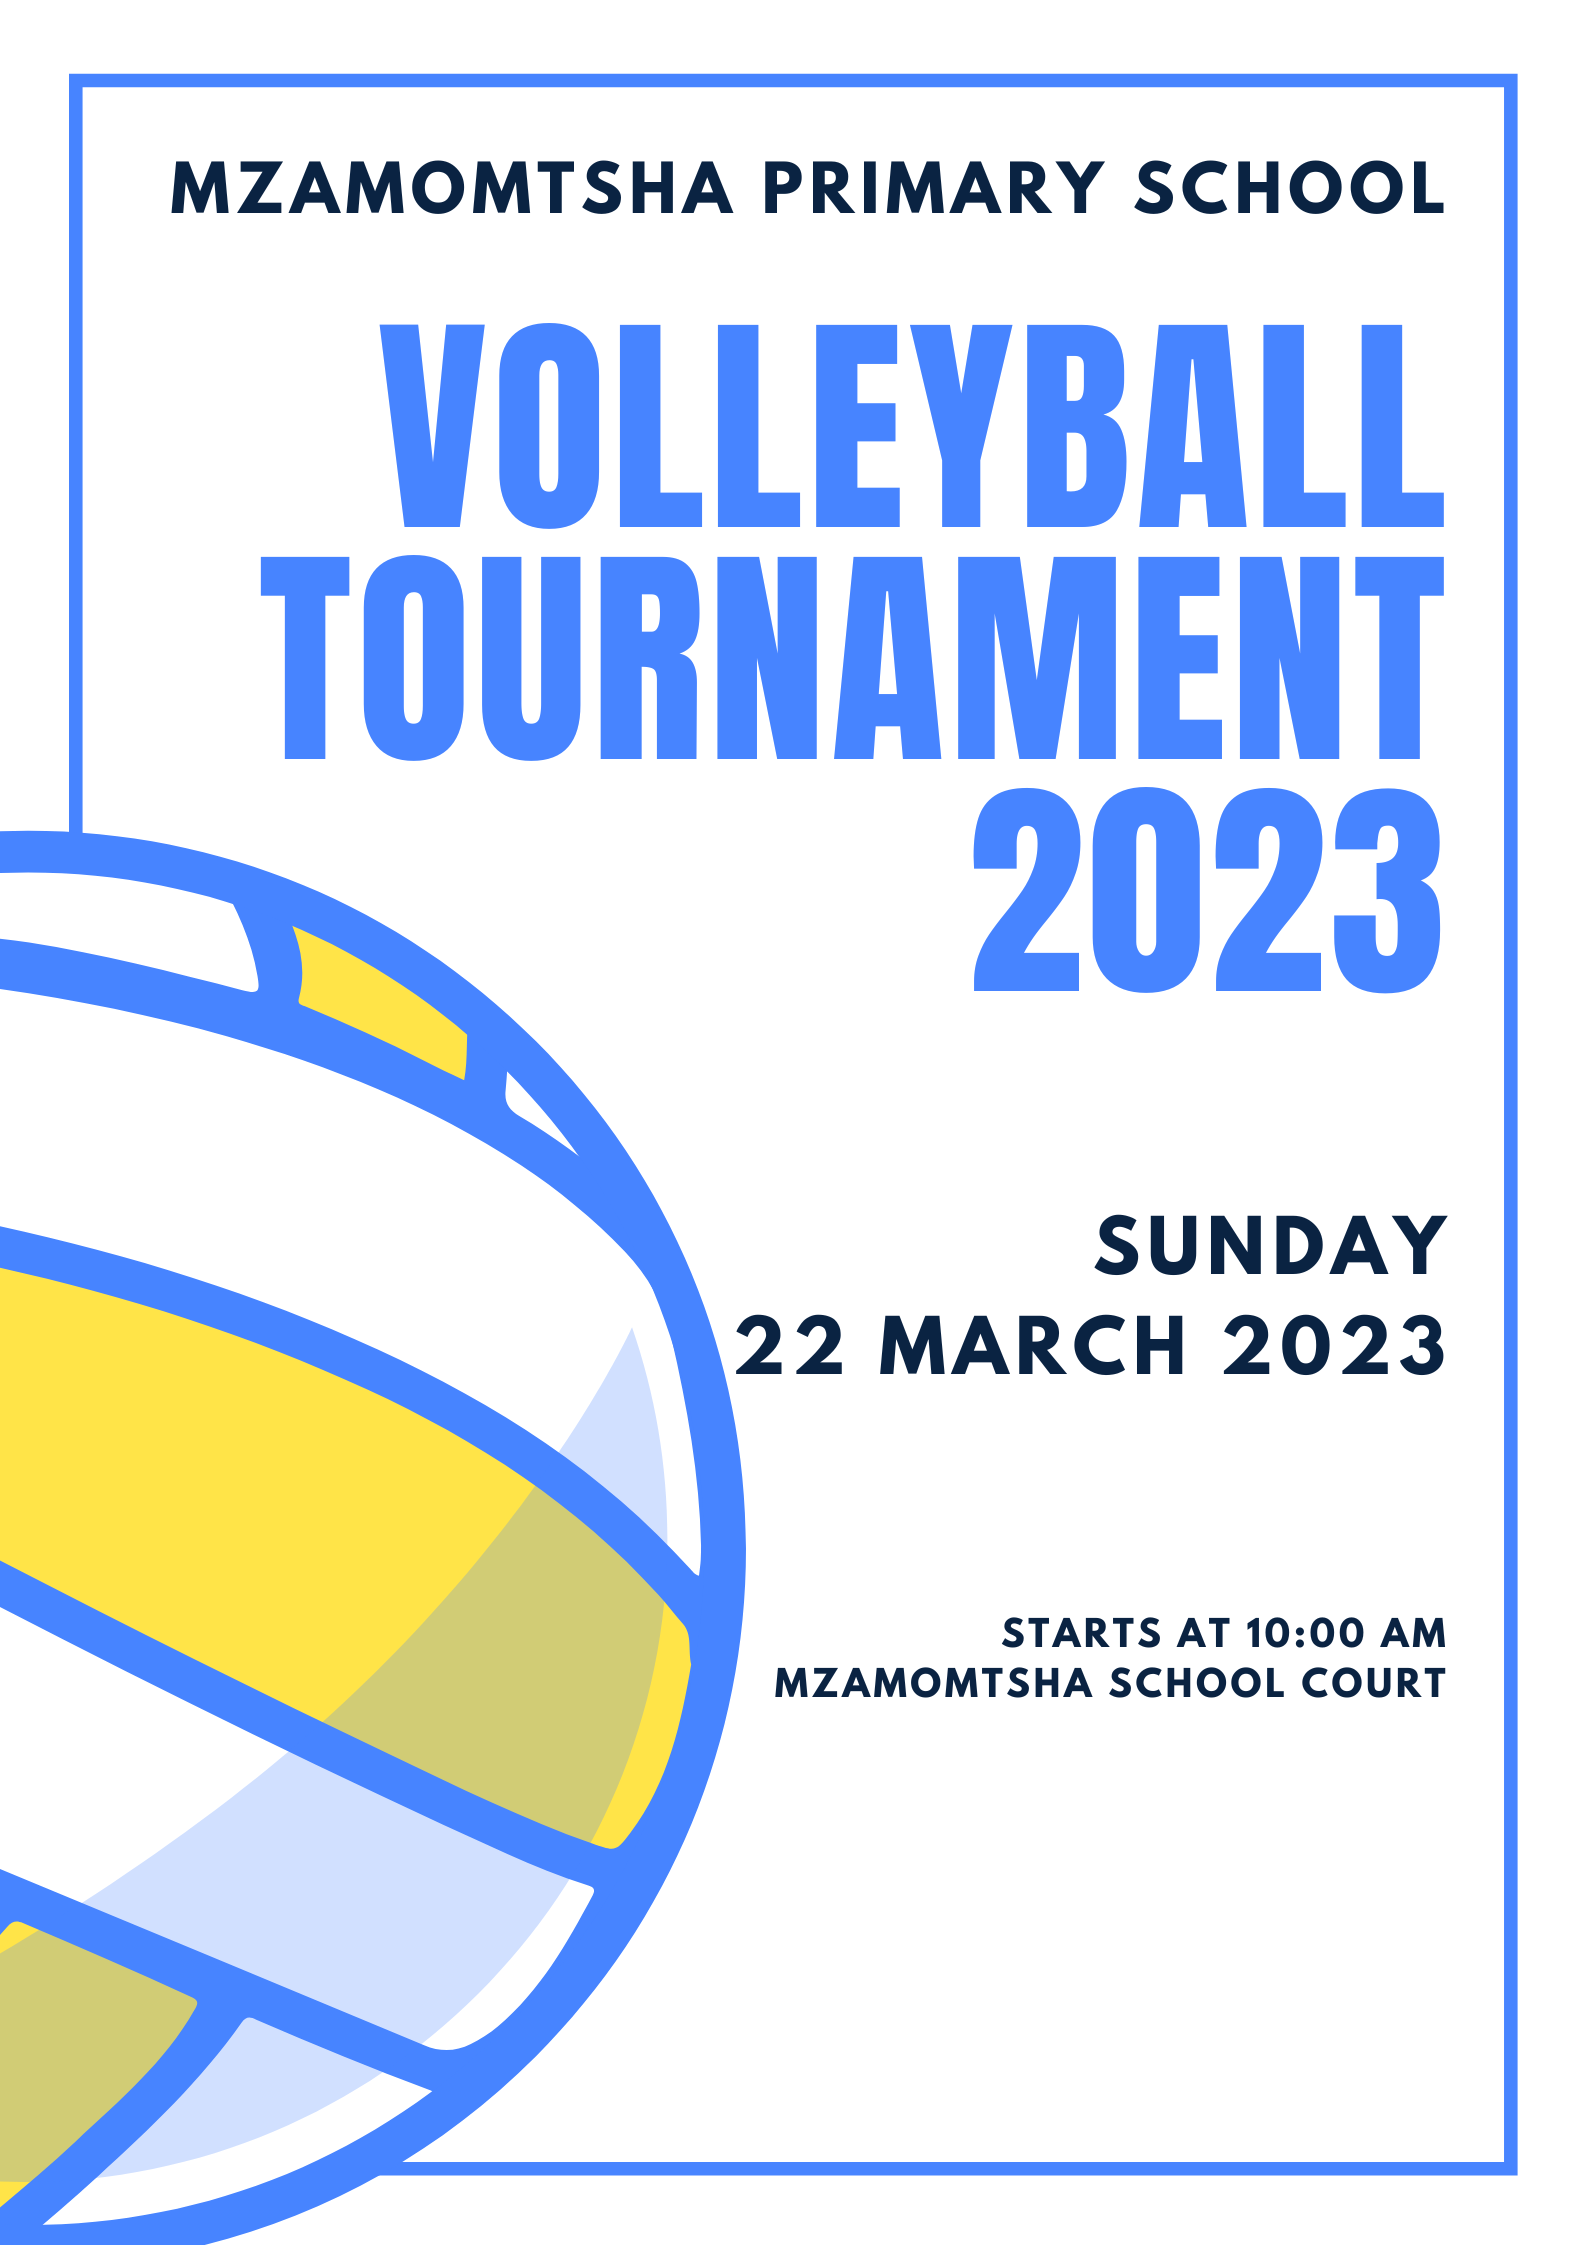 MZAMOMTSHA PRIMARY SCHOOL
VOLLEYBALL
TOURNAMENT
2023
SUNDAY
22 MARCH 2023
STARTS AT 10:00 AM
MZAMOMTSHA SCHOOL COURT